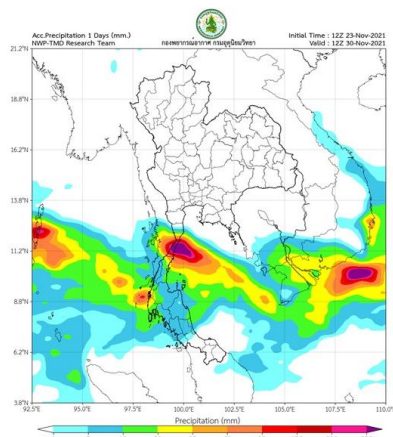 Acc.Precipitation 1 Days (mm.)
NWP-TMD Research Team
กองพยากรณ์อากาศ กรมอุตุนิยมวิทยา
Initial Time : 12Z 23-Nov-2021
Valid : 12Z 30-Nov-2021
21.2°N
18.8°N
16.2°N
13.8°N
11.2°N
8.8°N
6.2°N
3.8°N
92.5°E 95.0°E 97.5°E 100.0°E 102.5°E 105.0°E 107.5°E 110.0°E
Precipitation (mm)